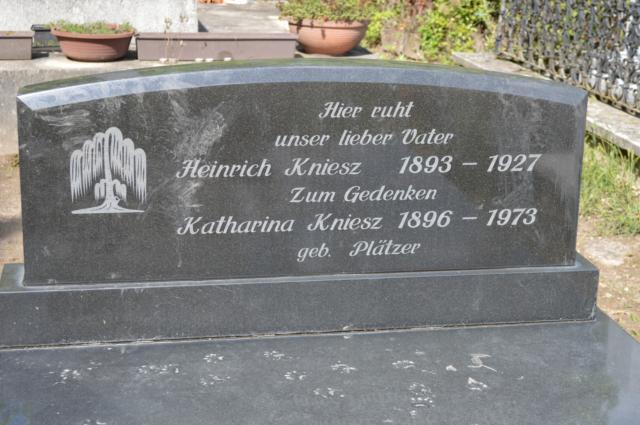 Hier ruht
unser lieber Vater
Heinrich Kniesz 1893 – 1927
Zum Gedenken
Katharina Kniesz 1896 – 1973
geb. Plätzer